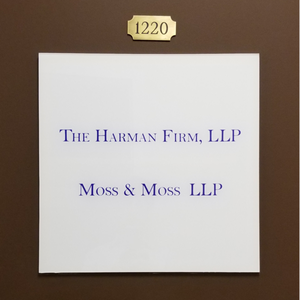 1220
The Harman Firm, LLP
Moss & Moss LLP